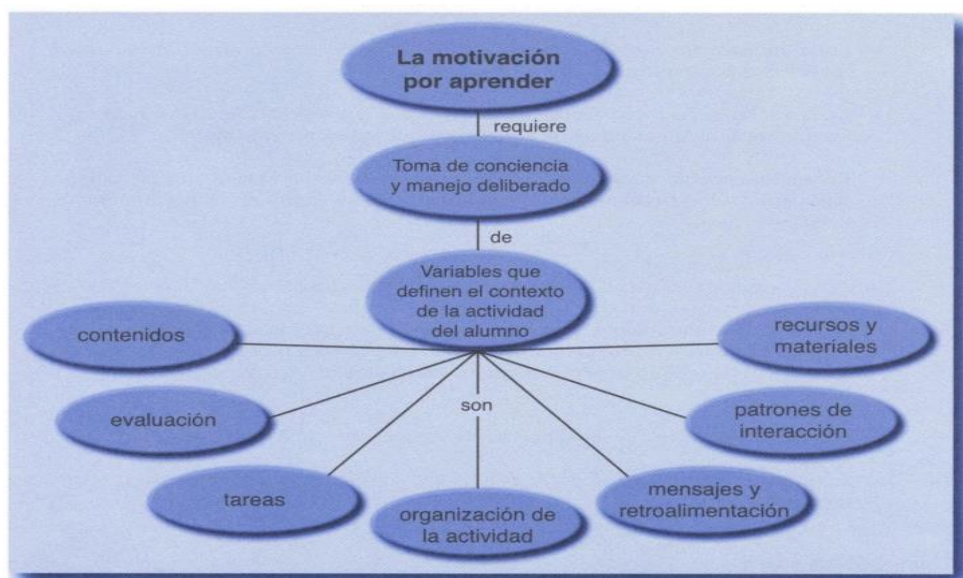 La motivación
por aprender
requiere
Toma de conciencia
y manejo deliberado
de
Variables que
definen el contexto
de la actividad
del alumno
contenidos
recursos y
materiales
evaluación
son
patrones de
interacción
tareas
organización de
la actividad
mensajes y
retroalimentación